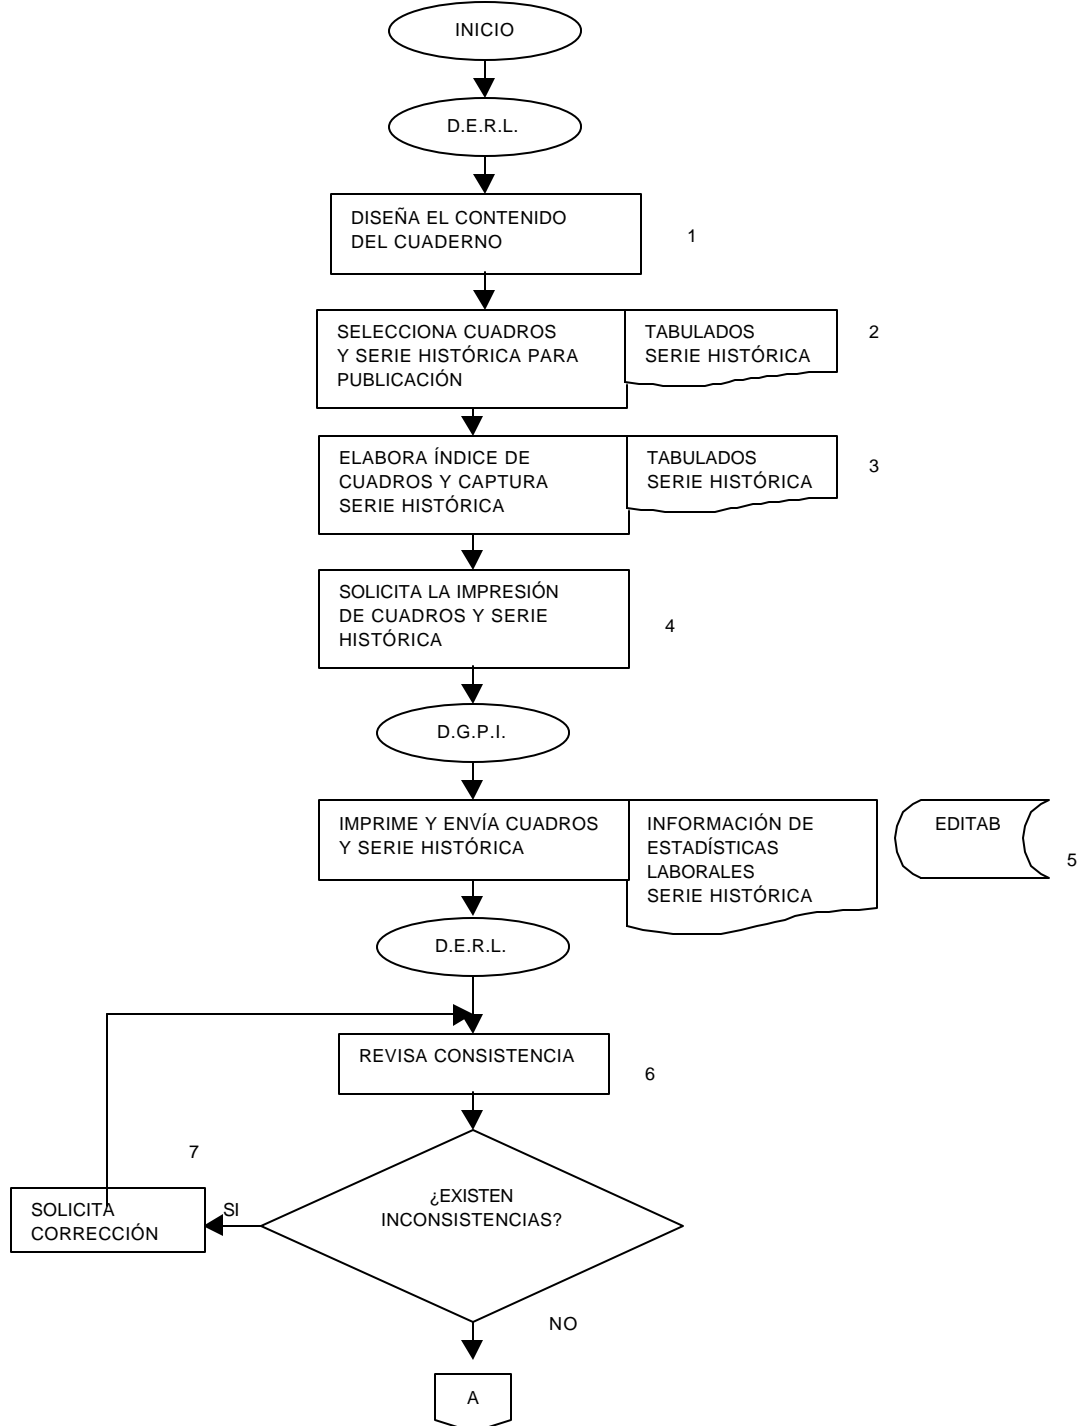 INICIO
D.E.R.L.
DISEÑA EL CONTENIDO
DEL CUADERNO
1
SELECCIONA CUADROS
Y SERIE HISTÓRICA PARA
PUBLICACIÓN
TABULADOS
SERIE HISTÓRICA
2
ELABORA ÍNDICE DE
CUADROS Y CAPTURA
SERIE HISTÓRICA
TABULADOS
SERIE HISTÓRICA
3
SOLICITA LA IMPRESIÓN
DE CUADROS Y SERIE
HISTÓRICA
4
D.G.P.I.
IMPRIME Y ENVÍA CUADROS
Y SERIE HISTÓRICA
INFORMACIÓN DE
ESTADÍSTICAS
LABORALES
SERIE HISTÓRICA
EDITAB
5
D.E.R.L.
REVISA CONSISTENCIA
6
7
¿EXISTEN
INCONSISTENCIAS?
SI
SOLICITA
CORRECCIÓN
NO
A